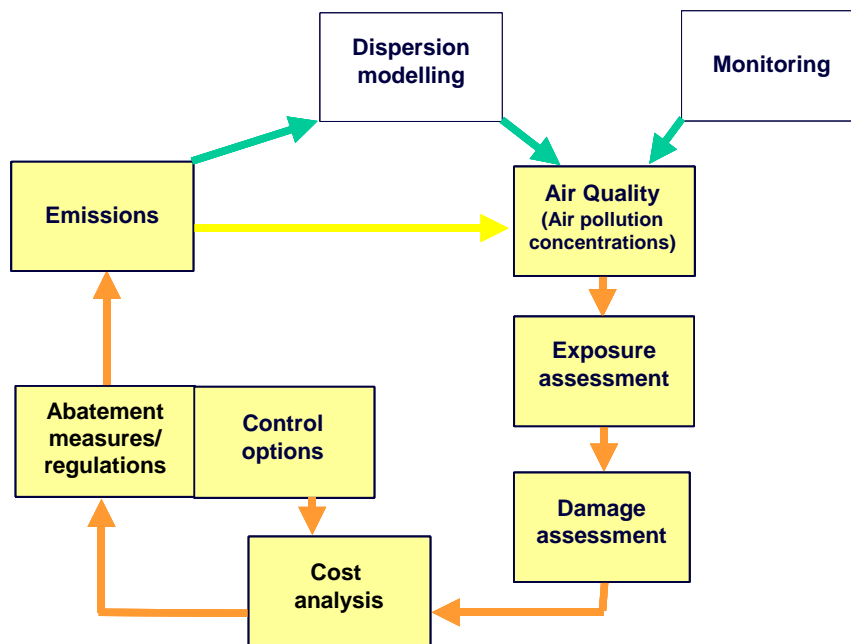 Dispersion
modelling
Monitoring
Emissions
Air Quality
(Air pollution
concentrations)
Exposure
assessment
Abatement
measures/
regulations
Control
options
Damage
assessment
Cost
analysis